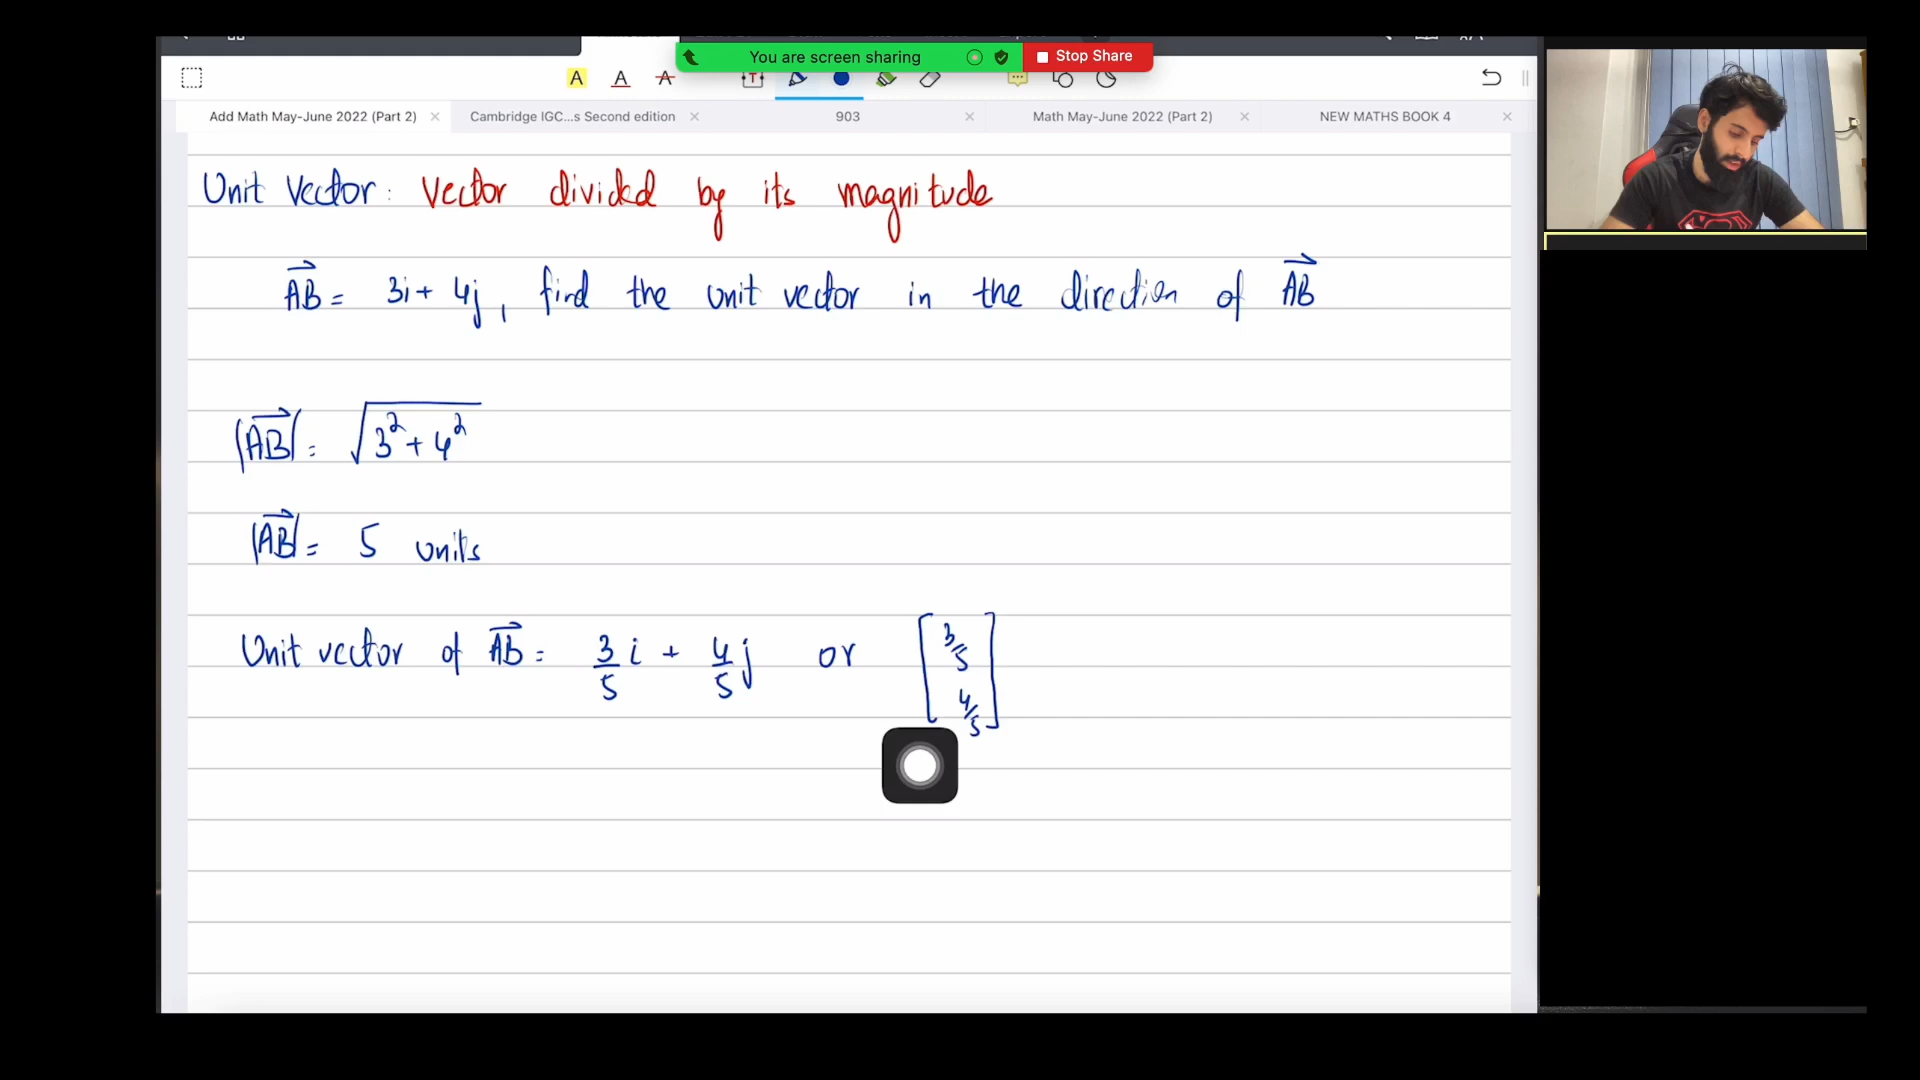 You are screen sharing Stop Share
A A A T
Add Math May-June 2022 (Part 2) Cambridge IGC...s Second edition 903 Math May-June 2022 (Part 2) NEW MATHS BOOK 4
Unit Vector: Vector divided by its magnitude
→AB = 3i + 4j, find the unit vector in the direction of →AB
|→AB| = √(3² + 4²)
|→AB| = 5 units
Unit vector of →AB = 3/5 i + 4/5 j or [3/5 4/5]